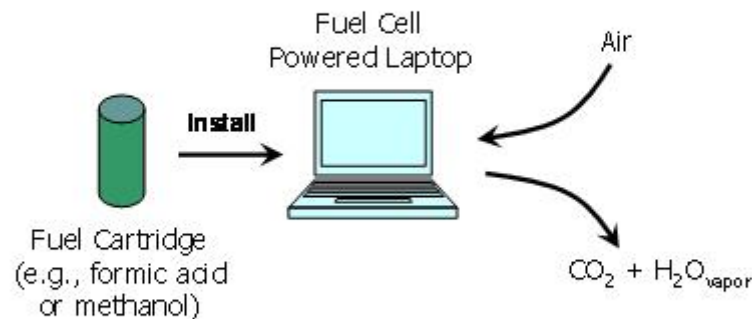 Fuel Cell
Powered Laptop
Air
Install
Fuel Cartridge
(e.g., formic acid
or methanol)
CO₂ + H₂Ovapor